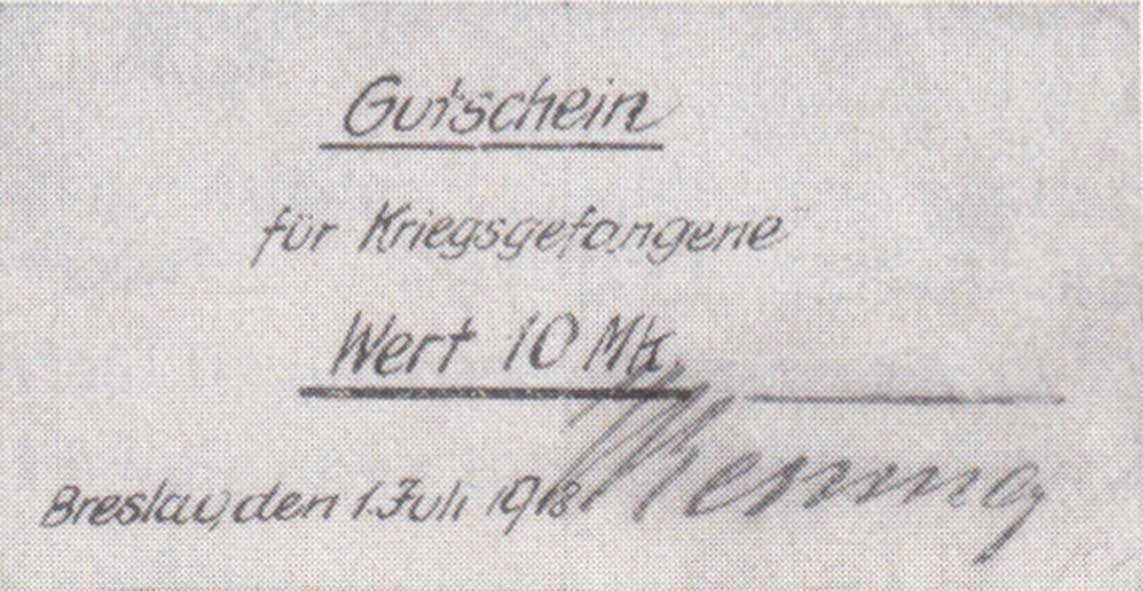 Gutschein
für Kriegsgefangene
Wert 10 Mk.
Breslau, den 1. Juli 1918